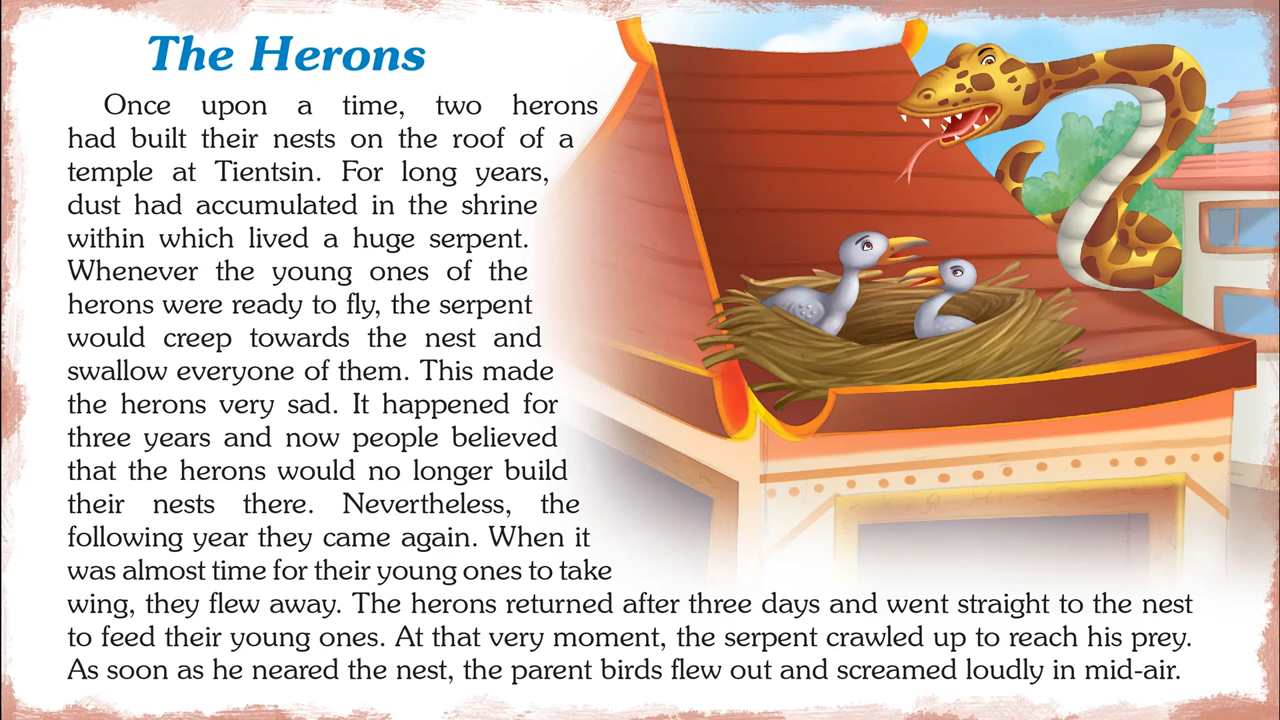 The Herons
Once upon a time, two herons
had built their nests on the roof of a
temple at Tientsin. For long years,
dust had accumulated in the shrine
within which lived a huge serpent.
Whenever the young ones of the
herons were ready to fly, the serpent
would creep towards the nest and
swallow everyone of them. This made
the herons very sad. It happened for
three years and now people believed
that the herons would no longer build
their nests there. Nevertheless, the
following year they came again. When it
was almost time for their young ones to take
wing, they flew away. The herons returned after three days and went straight to the nest
to feed their young ones. At that very moment, the serpent crawled up to reach his prey.
As soon as he neared the nest, the parent birds flew out and screamed loudly in mid-air.